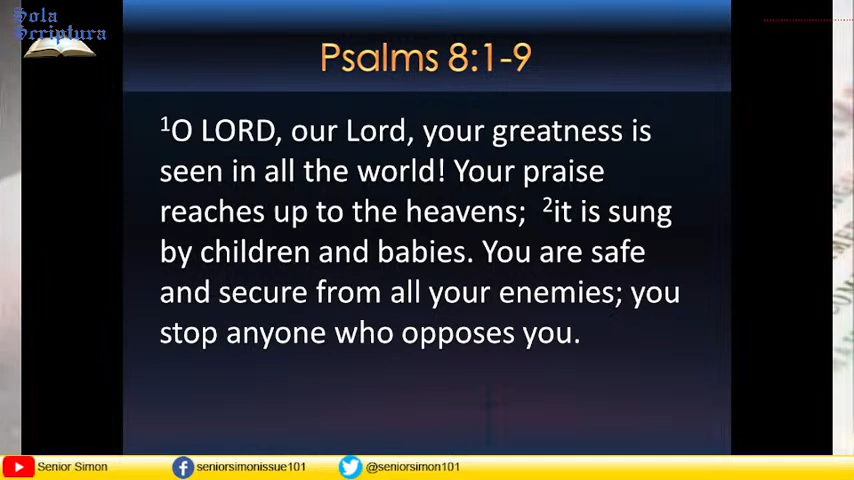 Sola
Scriptura
Psalms 8:1-9
1O LORD, our Lord, your greatness is
seen in all the world! Your praise
reaches up to the heavens; 2it is sung
by children and babies. You are safe
and secure from all your enemies; you
stop anyone who opposes you.
Senior Simon
seniorsimonissue101
@seniorsimon101